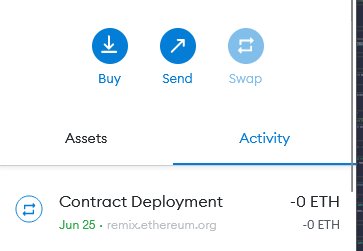 Buy Send Swap
Assets Activity
Contract Deployment -0 ETH
Jun 25 · remix.ethereum.org -0 ETH